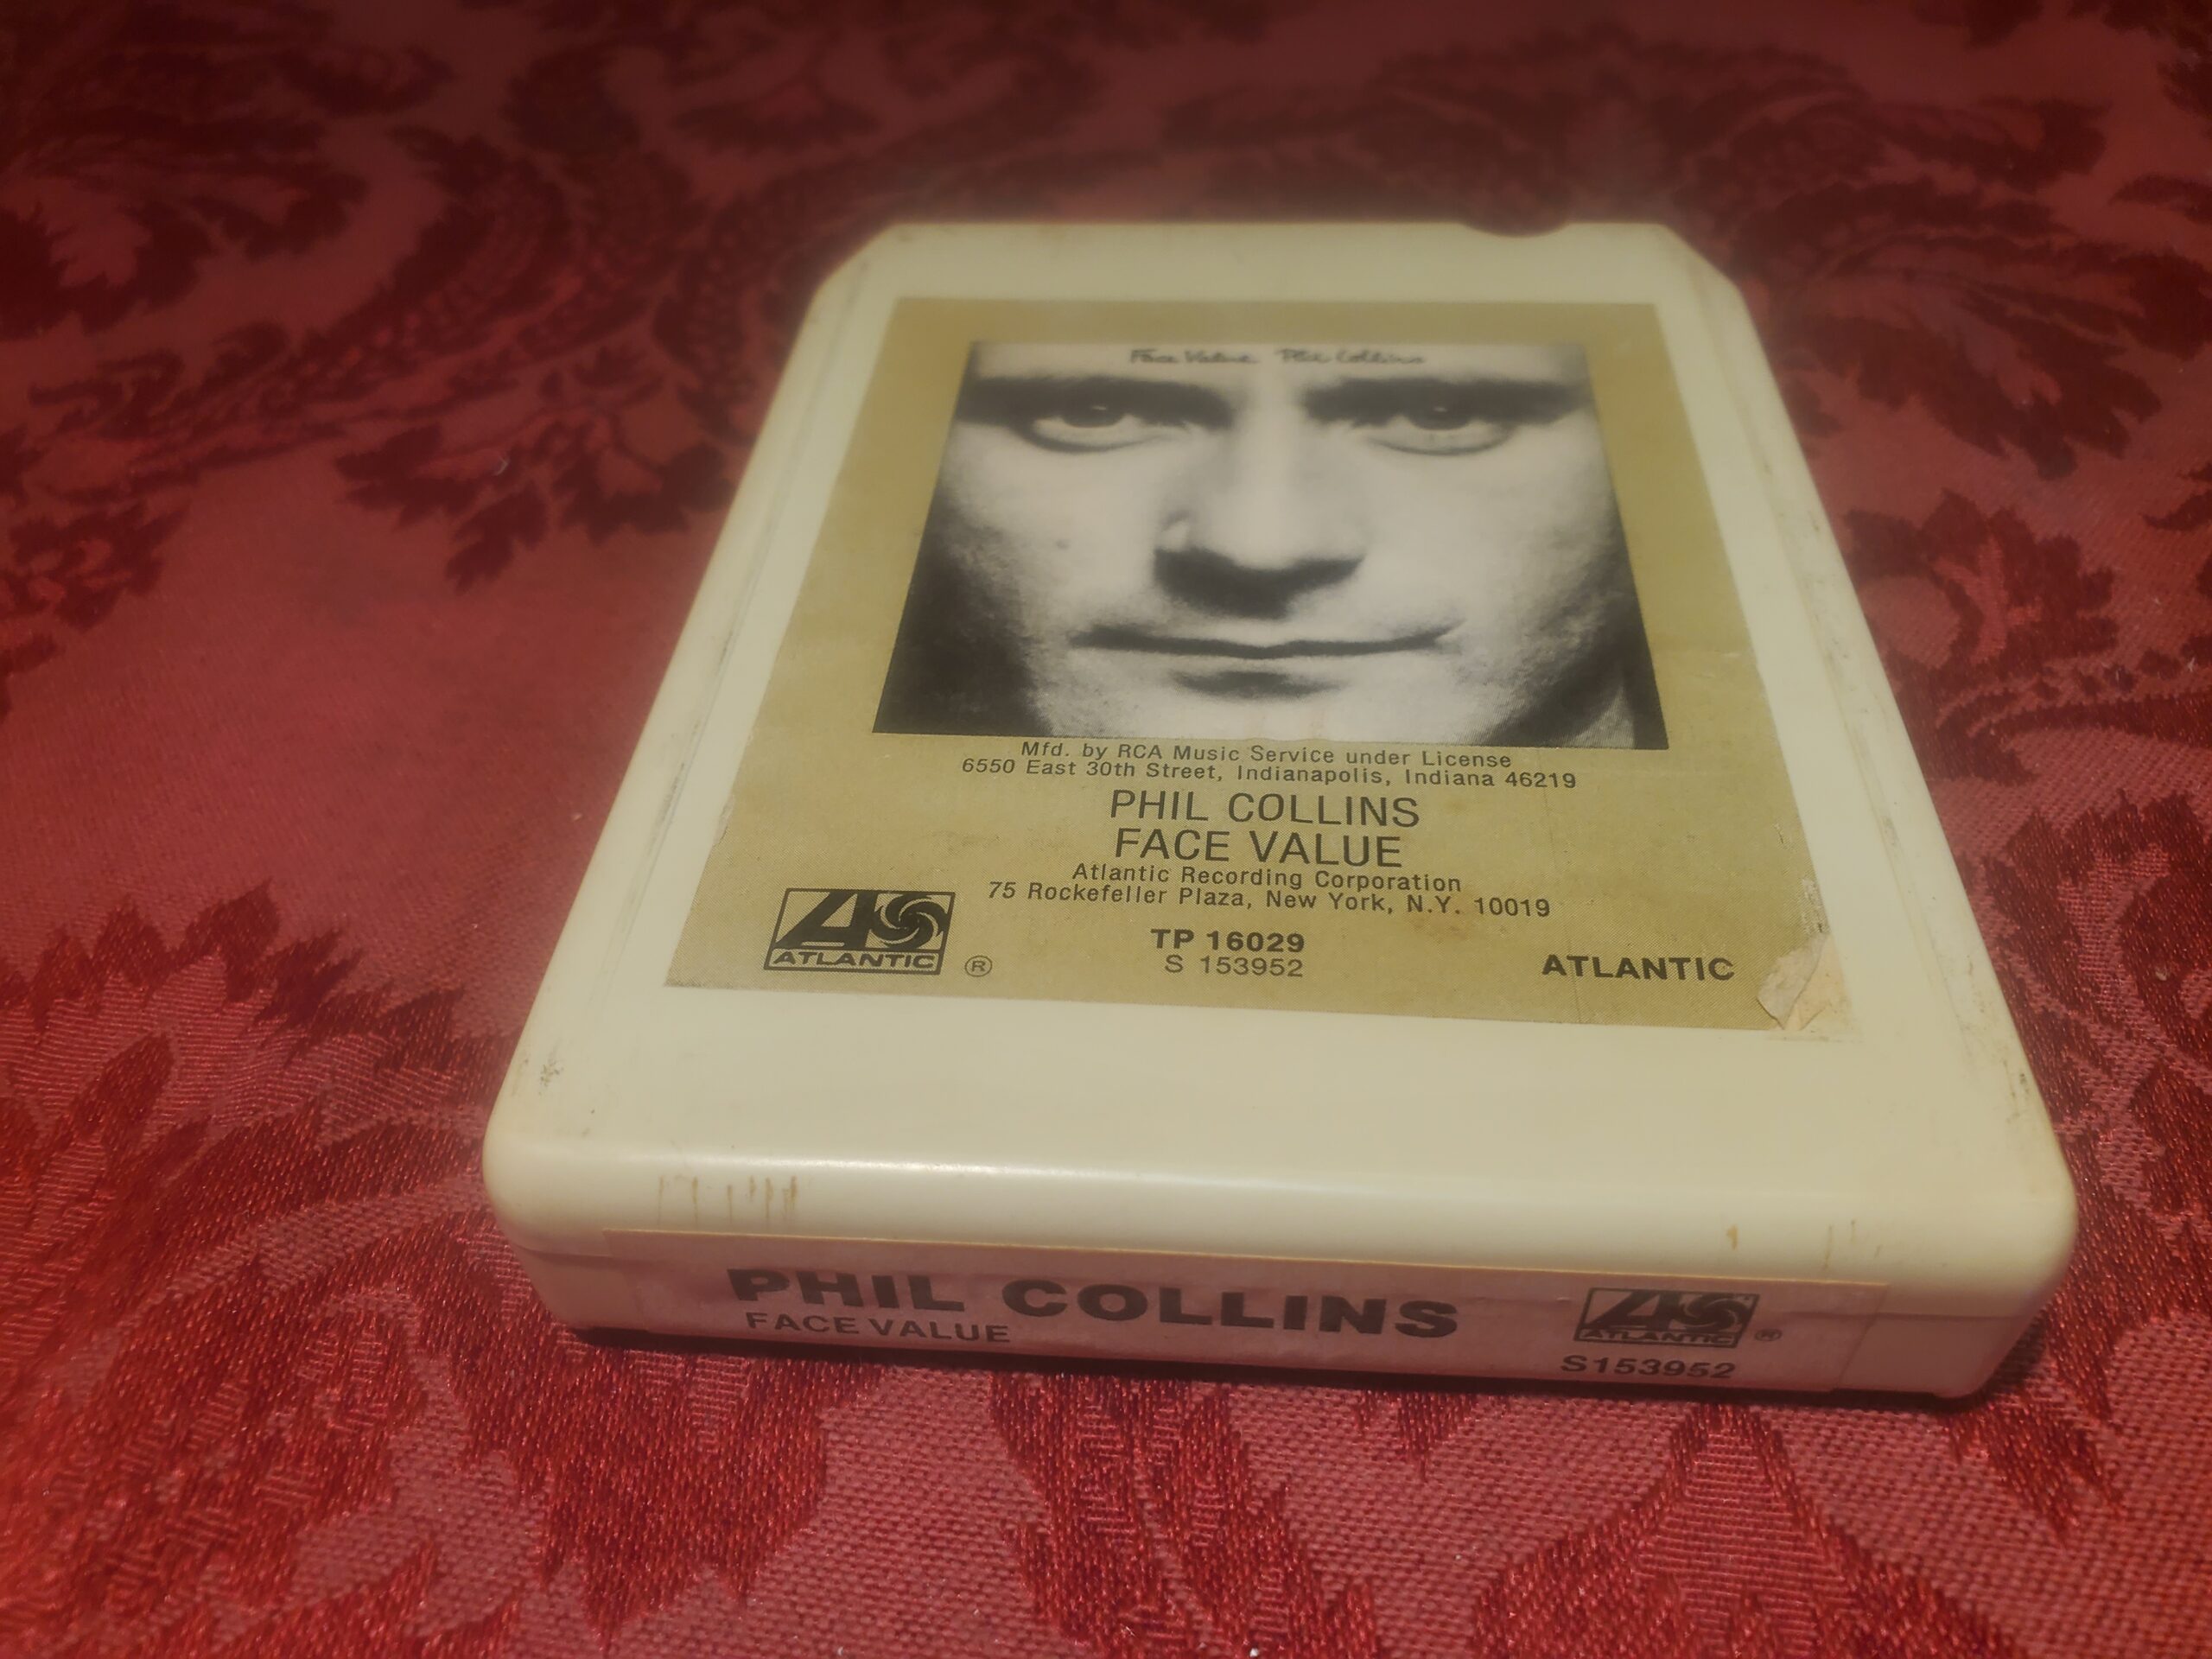 Face Value Phil Collins
Mfd. by RCA Music Service under License
6550 East 30th Street, Indianapolis, Indiana 46219
PHIL COLLINS
FACE VALUE
Atlantic Recording Corporation
75 Rockefeller Plaza, New York, N.Y. 10019
ATLANTIC ®
TP 16029
S 153952
ATLANTIC
PHIL COLLINS
FACE VALUE
ATLANTIC ®
S153952